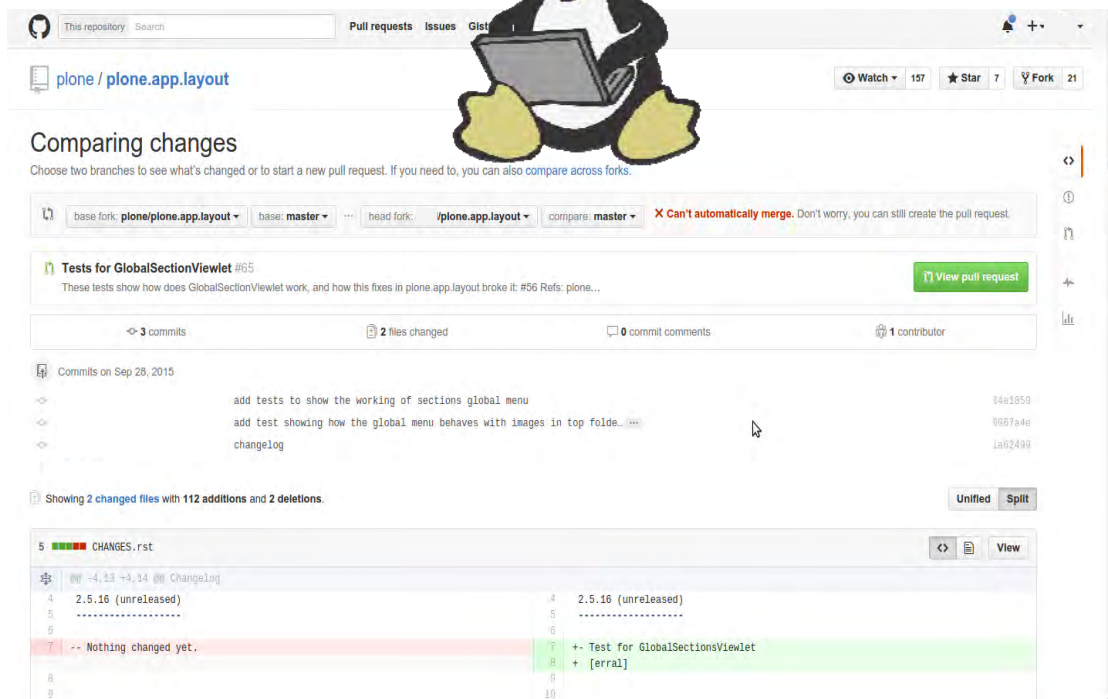 This repository Search Pull requests Issues Gist
plone / plone.app.layout Watch 157 Star 7 Fork 21
Comparing changes
Choose two branches to see what's changed or to start a new pull request. If you need to, you can also compare across forks.
base fork: plone/plone.app.layout base: master ... head fork: /plone.app.layout compare: master Can't automatically merge. Don't worry, you can still create the pull request.
Tests for GlobalSectionViewlet #65 View pull request
These tests show how does GlobalSectionViewlet work, and how this fixes in plone.app.layout broke it: #56 Refs: plone…
3 commits 2 files changed 0 commit comments 1 contributor
Commits on Sep 28, 2015
add tests to show the working of sections global menu 84e1859
add test showing how the global menu behaves with images in top folde… ...
changelog 1a62499
Showing 2 changed files with 112 additions and 2 deletions. Unified Split
5 CHANGES.rst <> View
@@ -4,13 +4,14 @@ Changelog
4 2.5.16 (unreleased) 4 2.5.16 (unreleased)
5 ------------------- 5 -------------------
6 6
7 -- Nothing changed yet. 7 +- Test for GlobalSectionsViewlet
8 + [erral]
8 9
9 10